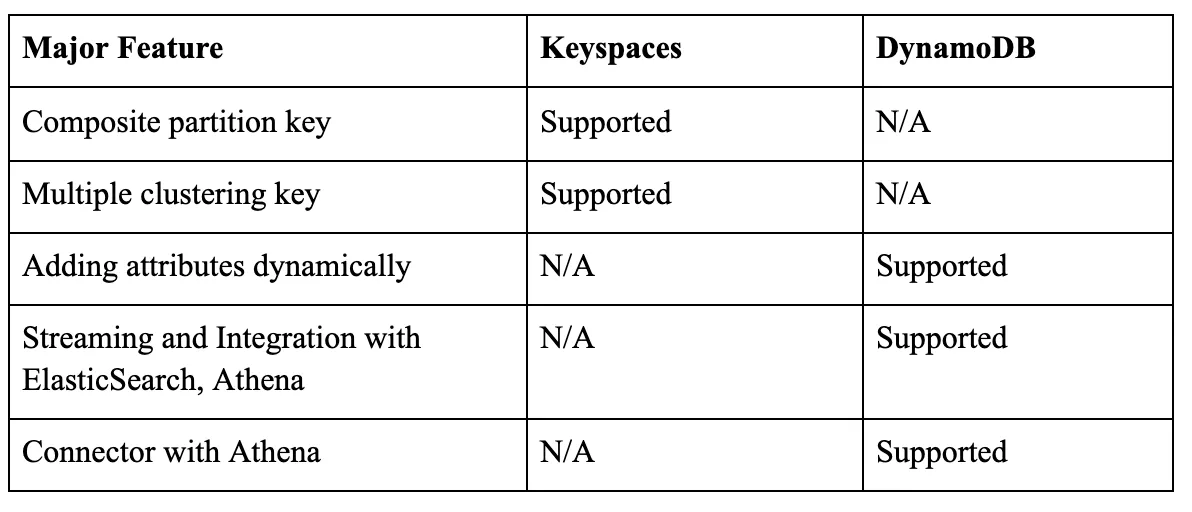 Major Feature Keyspaces DynamoDB
Composite partition key Supported N/A
Multiple clustering key Supported N/A
Adding attributes dynamically N/A Supported
Streaming and Integration with N/A Supported
ElasticSearch, Athena
Connector with Athena N/A Supported